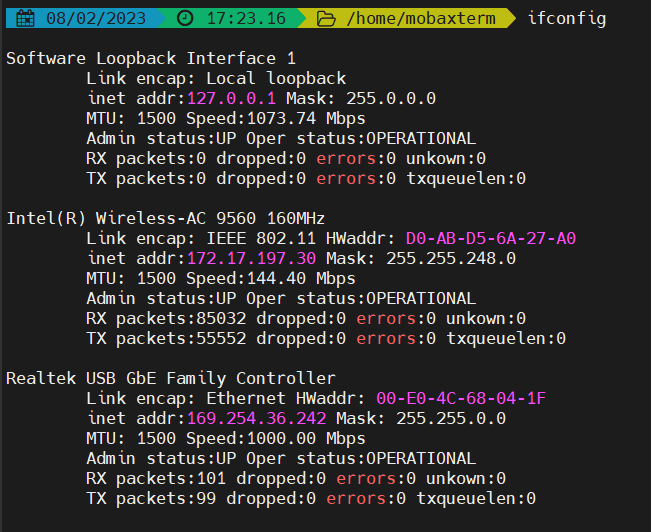 08/02/2023 17:23.16 /home/mobaxterm ifconfig
Software Loopback Interface 1
Link encap: Local loopback
inet addr:127.0.0.1 Mask: 255.0.0.0
MTU: 1500 Speed:1073.74 Mbps
Admin status:UP Oper status:OPERATIONAL
RX packets:0 dropped:0 errors:0 unkown:0
TX packets:0 dropped:0 errors:0 txqueuelen:0
Intel(R) Wireless-AC 9560 160MHz
Link encap: IEEE 802.11 HWaddr: D0-AB-D5-6A-27-A0
inet addr:172.17.197.30 Mask: 255.255.248.0
MTU: 1500 Speed:144.40 Mbps
Admin status:UP Oper status:OPERATIONAL
RX packets:85032 dropped:0 errors:0 unkown:0
TX packets:55552 dropped:0 errors:0 txqueuelen:0
Realtek USB GbE Family Controller
Link encap: Ethernet HWaddr: 00-E0-4C-68-04-1F
inet addr:169.254.36.242 Mask: 255.255.0.0
MTU: 1500 Speed:1000.00 Mbps
Admin status:UP Oper status:OPERATIONAL
RX packets:101 dropped:0 errors:0 unkown:0
TX packets:99 dropped:0 errors:0 txqueuelen:0